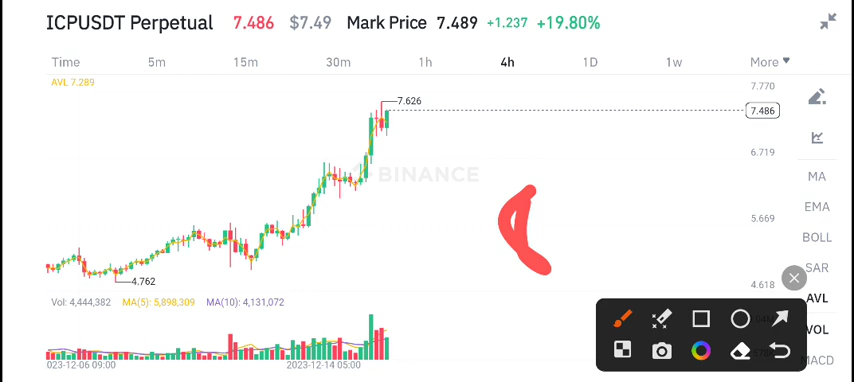 ICPUSDT Perpetual 7.486 $7.49 Mark Price 7.489 +1.237 +19.80%
Time 5m 15m 30m 1h 4h 1D 1w More
AVL 7.289
7.770
7.626
7.486
6.719
BINANCE
MA
EMA
5.669
BOLL
SAR
4.762
4.618
AVL
Vol: 4,444,382 MA(5): 5,898,309 MA(10): 4,131,072
VOL
MACD
023-12-06 09:00 2023-12-14 05:00